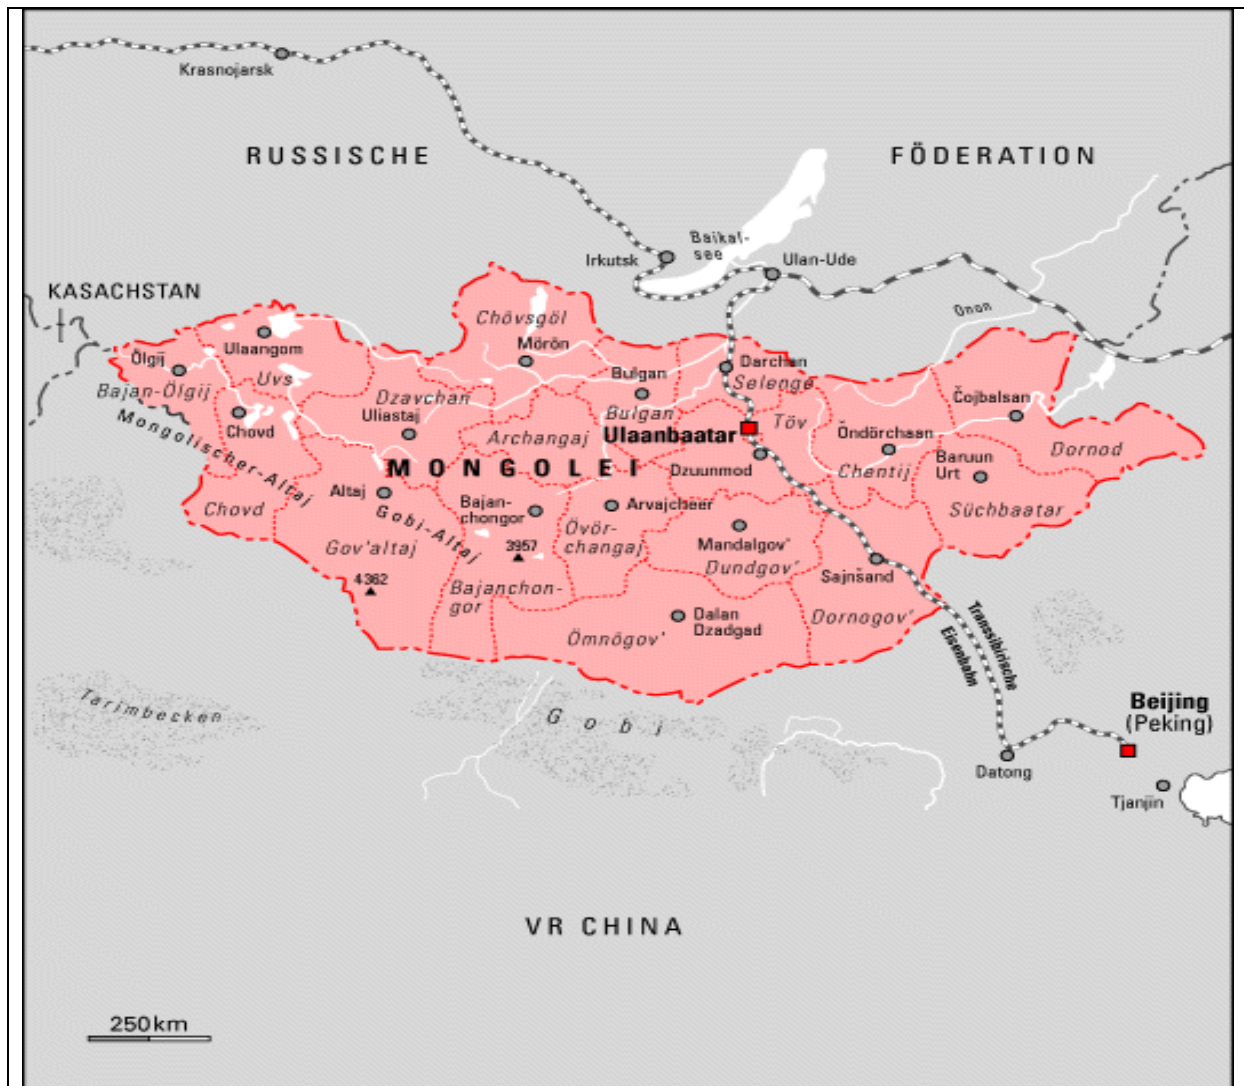 Krasnojarsk
RUSSISCHE
FÖDERATION
Baikal-
see
Irkutsk
Ulan-Ude
KASACHSTAN
Onon
Chövsgöl
Ulaangom
Ölgij
Mörön
Darchan
Bulgan
Selenge
Uvs
Bajan-Ölgij
Dzavchan
Uliastaj
Bulgan
Töv
Čojbalsan
Chovd
Mongolischer-Altaj
Archangaj
Ulaanbaatar
Öndörchaan
Dornod
MONGOLEI
Dzuunmod
Chentij
Baruun
Urt
Altaj
Chovd
Gobi-Altaj
Bajan-
chongor
Arvajcheer
Süchbaatar
Övör-
changaj
Gov'altaj
3957
Mandalgov'
Dundgov'
Sajnšand
4362
Bajanchon-
gor
Dalan
Dzadgad
Dornogov'
Ömnögov'
Transsibirische
Eisenbahn
Tarimbecken
Gobi
Beijing
(Peking)
Datong
Tjanjin
VR CHINA
250km